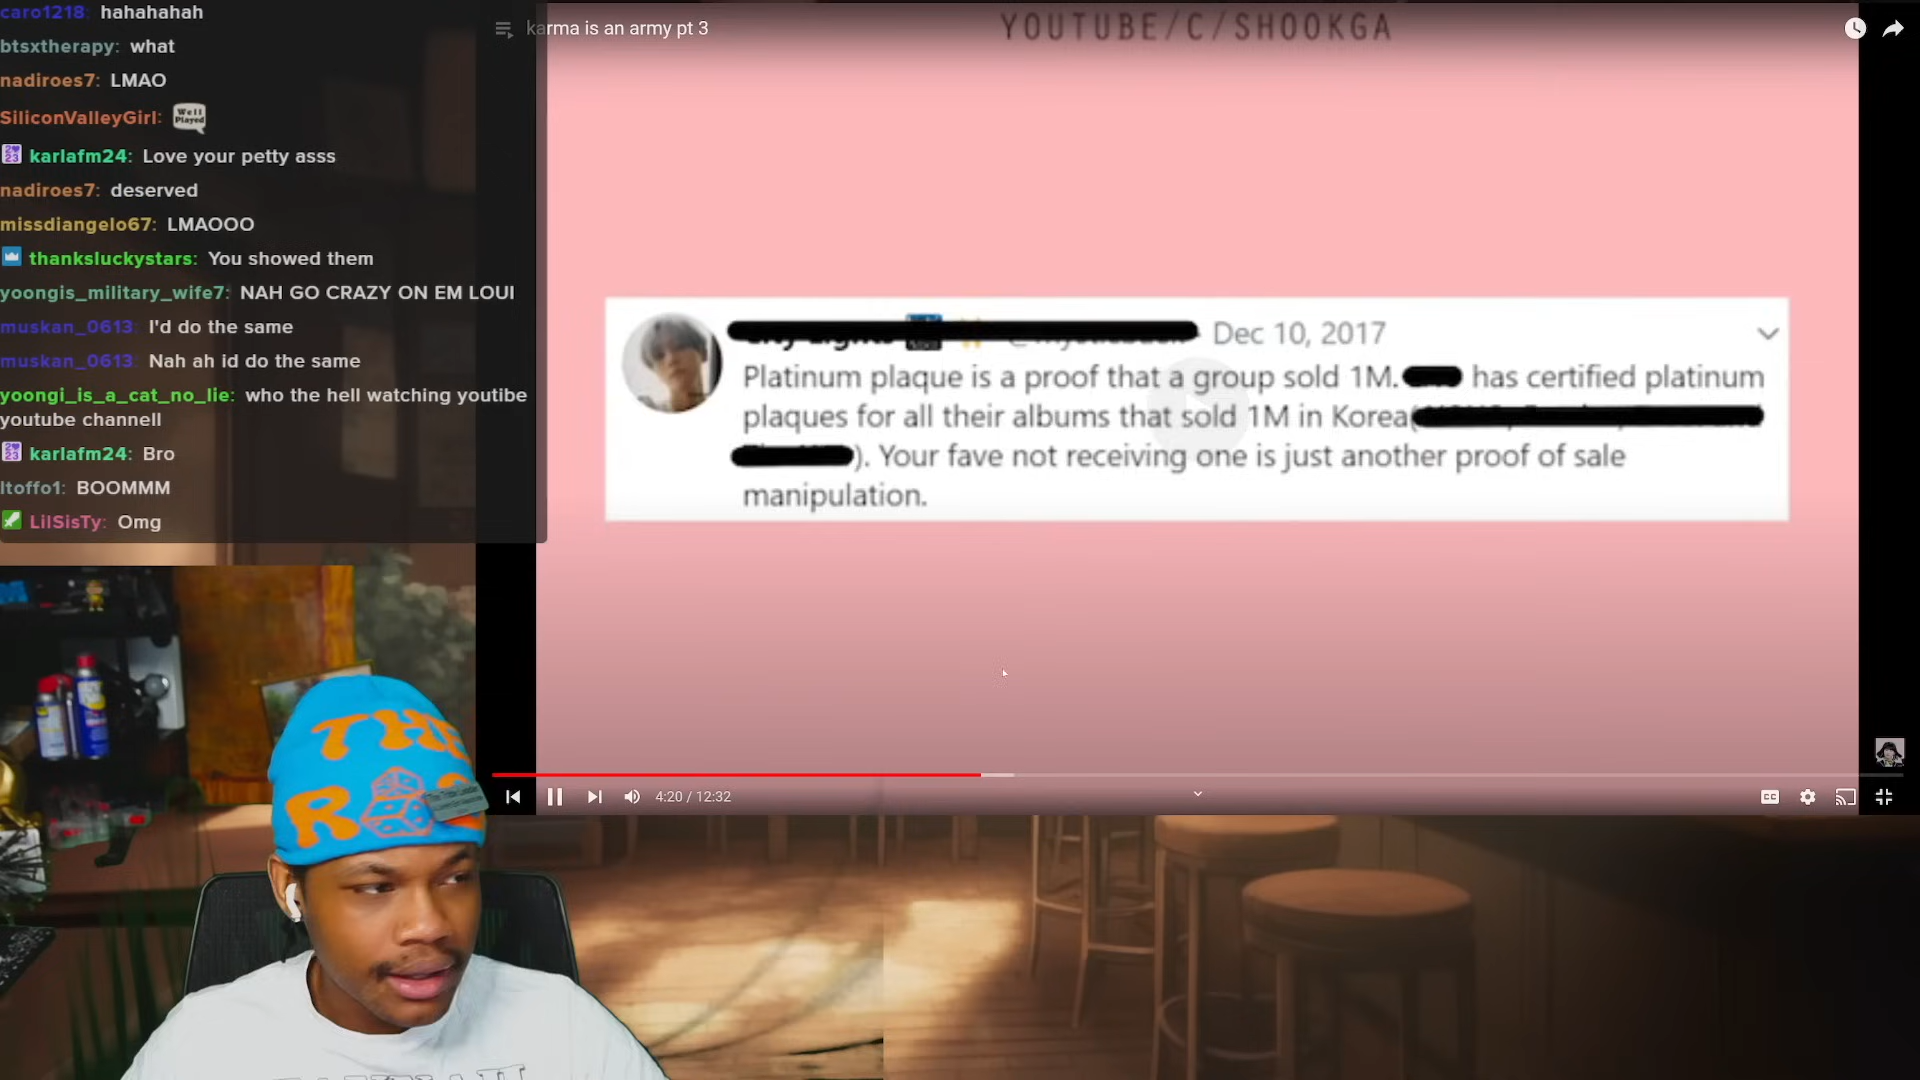 caro1218: hahahahah
btsxtherapy: what
nadiroes7: LMAO
SiliconValleyGirl: Well Played
karlafm24: Love your petty asss
nadiroes7: deserved
missdiangelo67: LMAOOO
thanksluckystars: You showed them
yoongis_military_wife7: NAH GO CRAZY ON EM LOUI
muskan_0613: I'd do the same
muskan_0613: Nah ah id do the same
yoongi_is_a_cat_no_lie: who the hell watching youtibe
youtube channell
karlafm24: Bro
ltoffo1: BOOMMM
LilSisTy: Omg
karma is an army pt 3
YOUTUBE/C/SHOOKGA
Dec 10, 2017
Platinum plaque is a proof that a group sold 1M. has certified platinum
plaques for all their albums that sold 1M in Korea(
). Your fave not receiving one is just another proof of sale
manipulation.
4:20 / 12:32
CC
THE